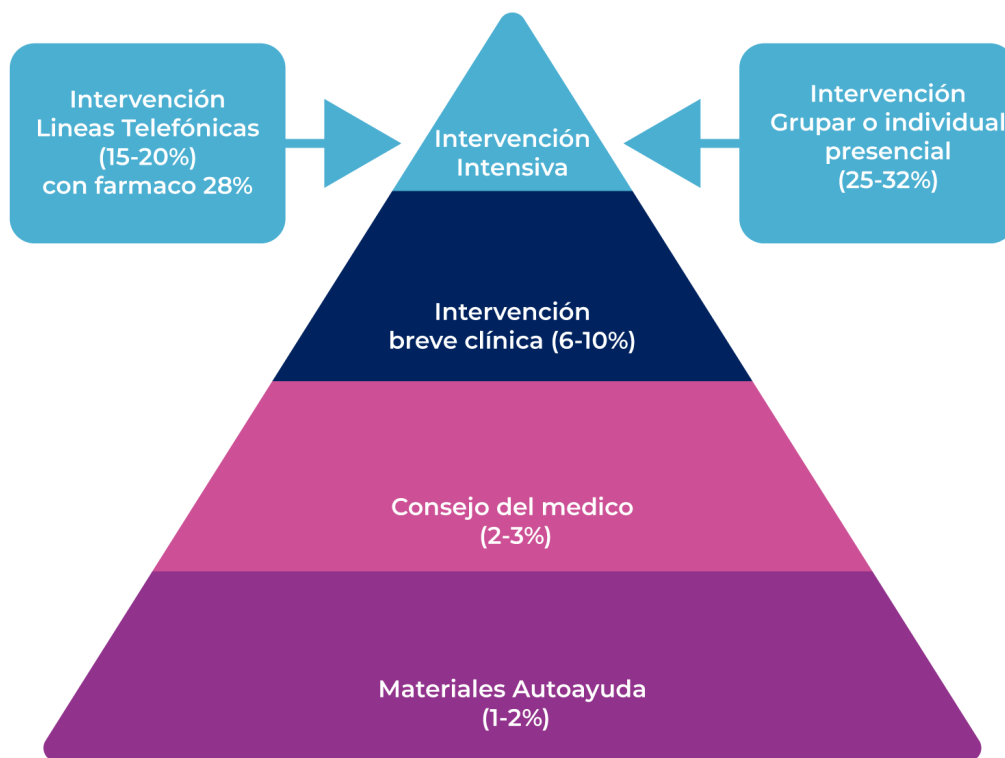 Intervención
Lineas Telefónicas
(15-20%)
con farmaco 28%
Intervención
Grupar o individual
presencial
(25-32%)
Intervención
Intensiva
Intervención
breve clínica (6-10%)
Consejo del medico
(2-3%)
Materiales Autoayuda
(1-2%)